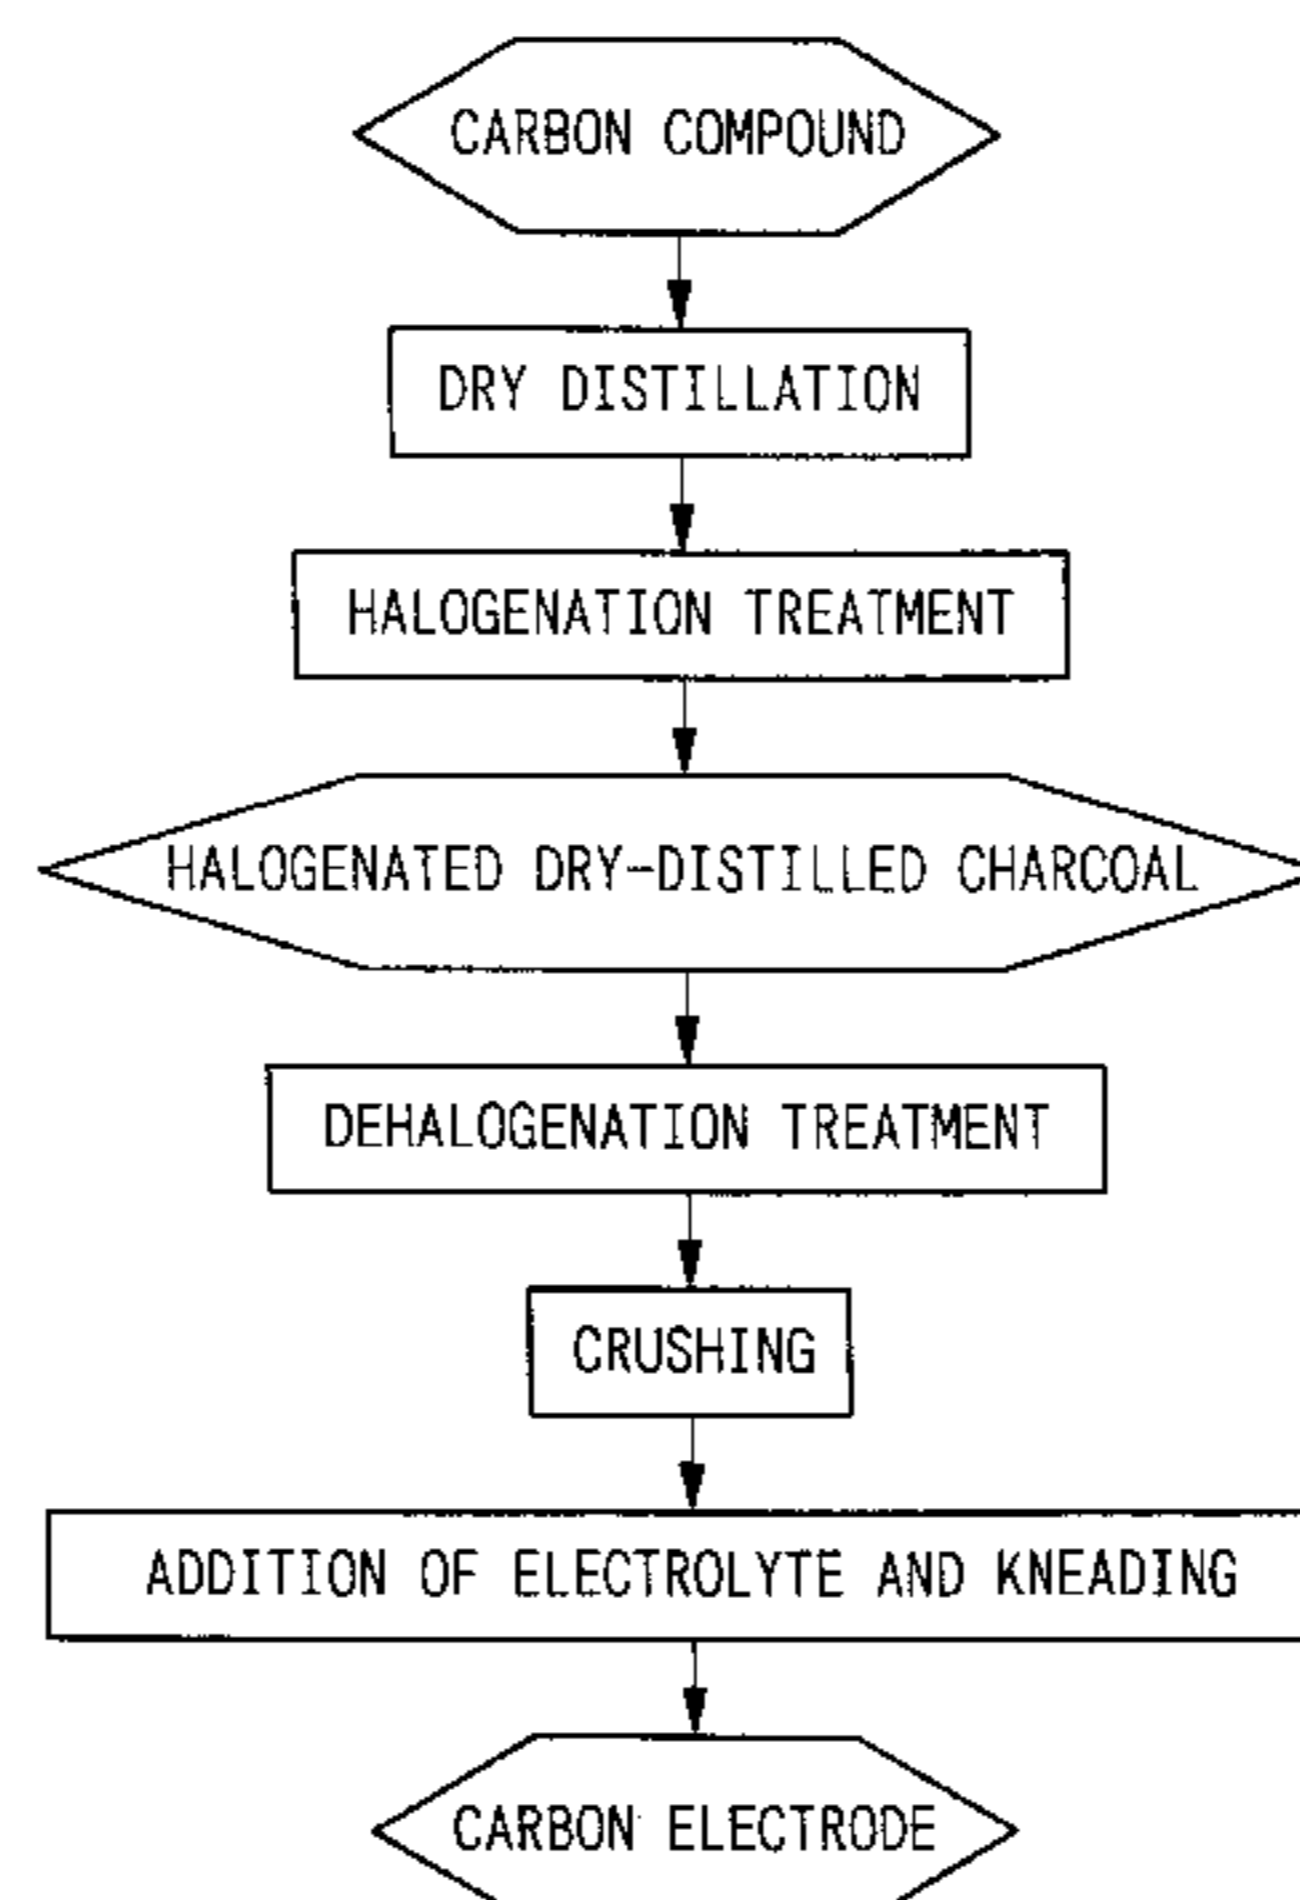 CARBON COMPOUND
DRY DISTILLATION
HALOGENATION TREATMENT
HALOGENATED DRY-DISTILLED CHARCOAL
DEHALOGENATION TREATMENT
CRUSHING
ADDITION OF ELECTROLYTE AND KNEADING
CARBON ELECTRODE